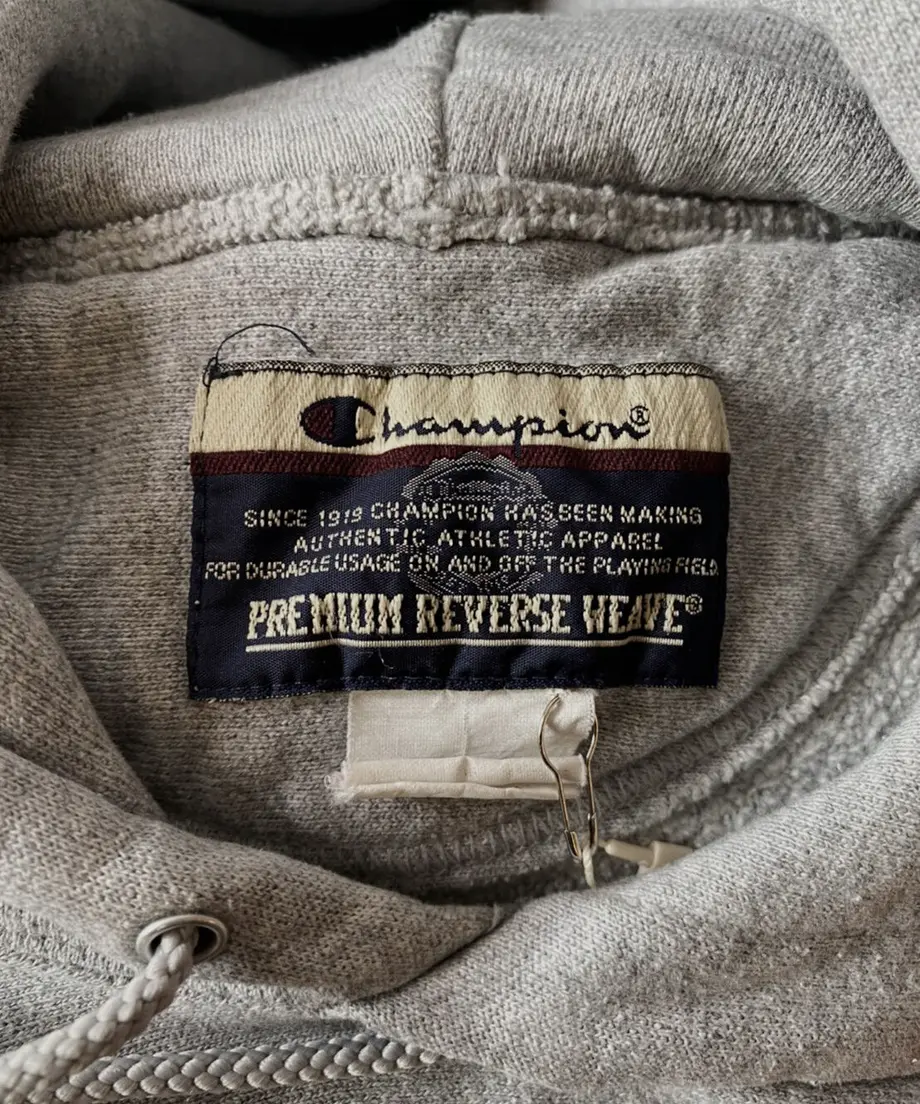 Champion®
SINCE 1919 CHAMPION HAS BEEN MAKING
AUTHENTIC ATHLETIC APPAREL
FOR DURABLE USAGE ON AND OFF THE PLAYING FIELD.
PREMIUM REVERSE WEAVE®